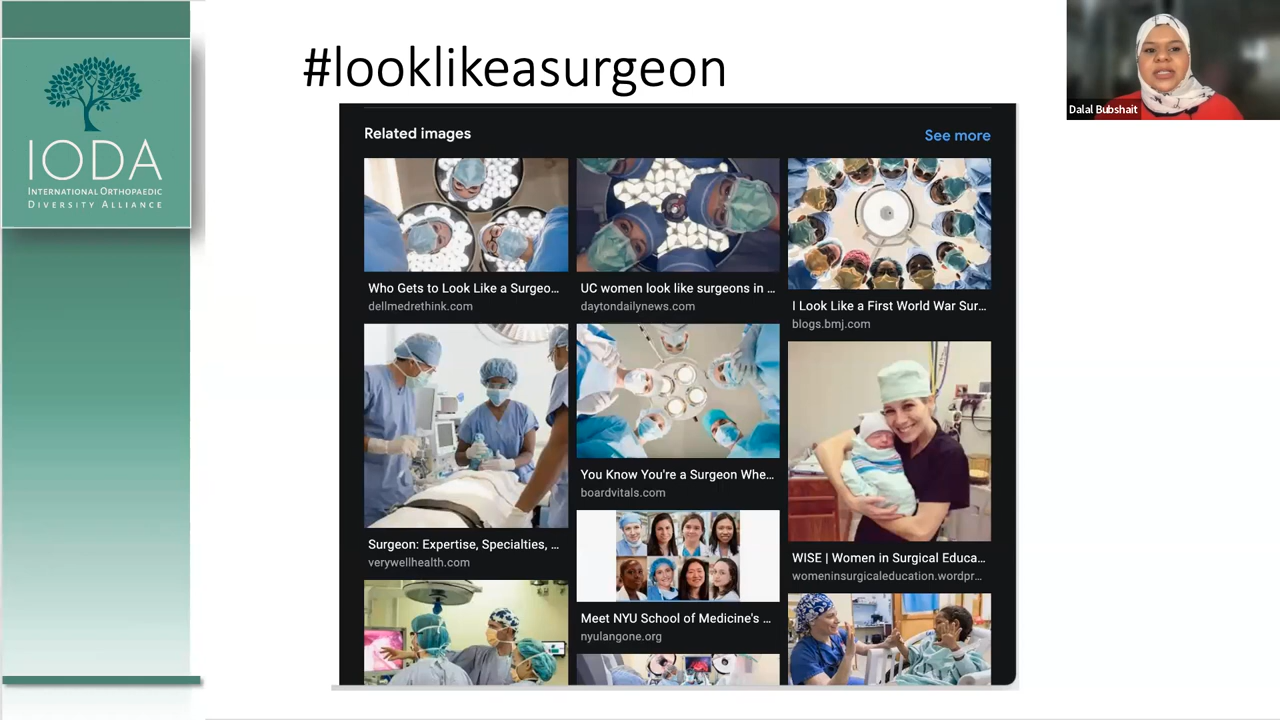 #looklikeasurgeon
IODA
INTERNATIONAL ORTHOPAEDIC
DIVERSITY ALLIANCE
Dalal Bubshait
Related images
See more
Who Gets to Look Like a Surgeo...
dellmedrethink.com
UC women look like surgeons in ...
daytondailynews.com
I Look Like a First World War Sur...
blogs.bmj.com
Surgeon: Expertise, Specialties, ...
verywellhealth.com
You Know You're a Surgeon Whe...
boardvitals.com
WISE | Women in Surgical Educa...
womeninsurgicaleducation.wordpr...
Meet NYU School of Medicine's ...
nyulangone.org